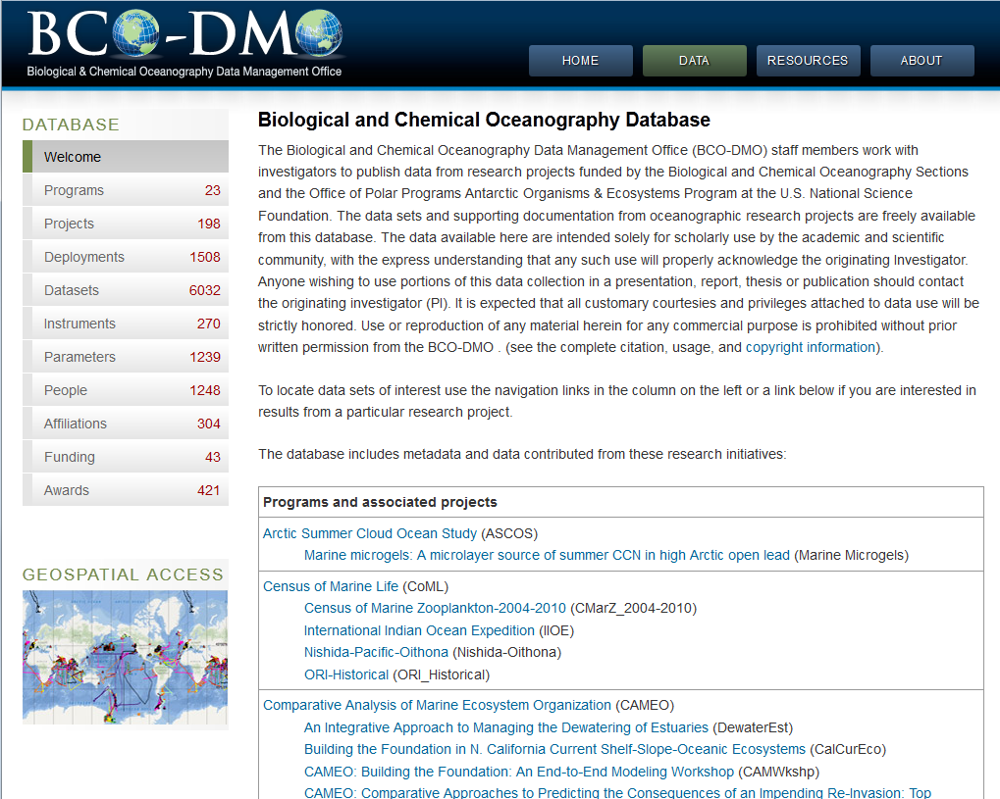 BCO-DMO
Biological & Chemical Oceanography Data Management Office
HOME
DATA
RESOURCES
ABOUT
DATABASE
Welcome
Programs 23
Projects 198
Deployments 1508
Datasets 6032
Instruments 270
Parameters 1239
People 1248
Affiliations 304
Funding 43
Awards 421
GEOSPATIAL ACCESS
Biological and Chemical Oceanography Database
The Biological and Chemical Oceanography Data Management Office (BCO-DMO) staff members work with
investigators to publish data from research projects funded by the Biological and Chemical Oceanography Sections
and the Office of Polar Programs Antarctic Organisms & Ecosystems Program at the U.S. National Science
Foundation. The data sets and supporting documentation from oceanographic research projects are freely available
from this database. The data available here are intended solely for scholarly use by the academic and scientific
community, with the express understanding that any such use will properly acknowledge the originating Investigator.
Anyone wishing to use portions of this data collection in a presentation, report, thesis or publication should contact
the originating investigator (PI). It is expected that all customary courtesies and privileges attached to data use will be
strictly honored. Use or reproduction of any material herein for any commercial purpose is prohibited without prior
written permission from the BCO-DMO . (see the complete citation, usage, and copyright information).
To locate data sets of interest use the navigation links in the column on the left or a link below if you are interested in
results from a particular research project.
The database includes metadata and data contributed from these research initiatives:
Programs and associated projects
Arctic Summer Cloud Ocean Study (ASCOS)
Marine microgels: A microlayer source of summer CCN in high Arctic open lead (Marine Microgels)
Census of Marine Life (CoML)
Census of Marine Zooplankton-2004-2010 (CMarZ_2004-2010)
International Indian Ocean Expedition (IIOE)
Nishida-Pacific-Oithona (Nishida-Oithona)
ORI-Historical (ORI_Historical)
Comparative Analysis of Marine Ecosystem Organization (CAMEO)
An Integrative Approach to Managing the Dewatering of Estuaries (DewaterEst)
Building the Foundation in N. California Current Shelf-Slope-Oceanic Ecosystems (CalCurEco)
CAMEO: Building the Foundation: An End-to-End Modeling Workshop (CAMWkshp)
CAMEO: Comparative Approaches to Predicting the Consequences of an Impending Re-Invasion: Top